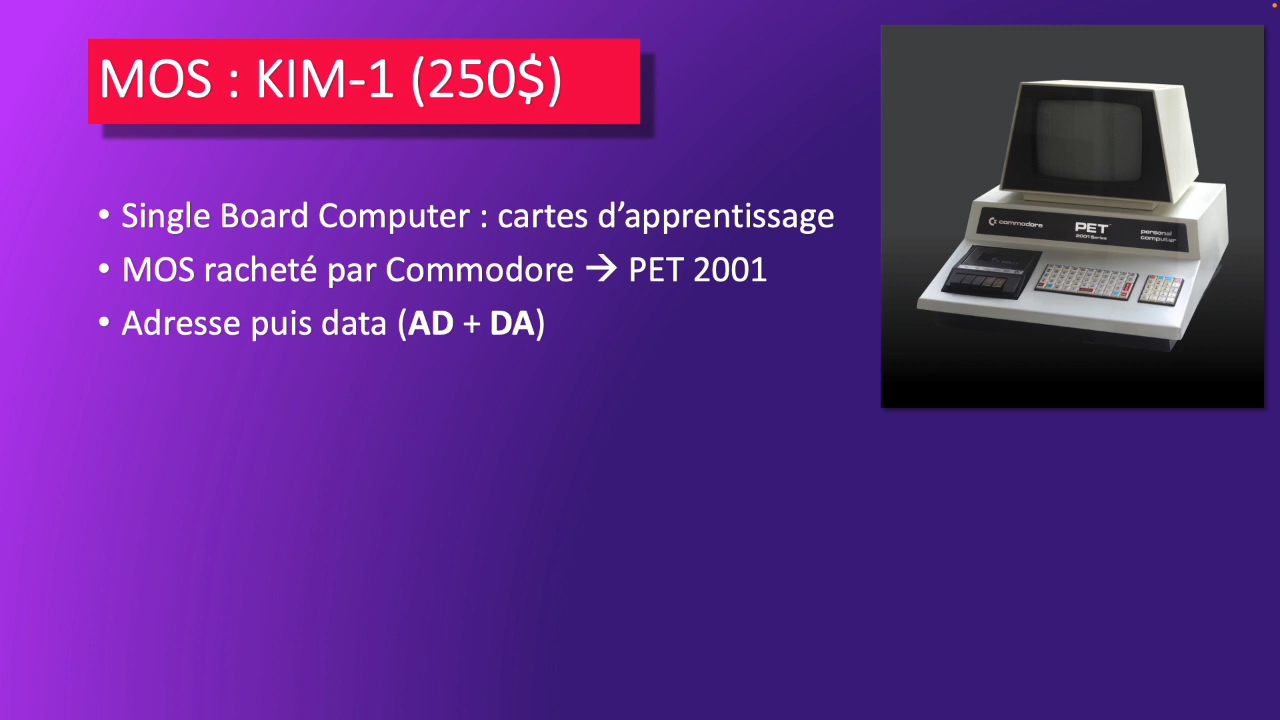 MOS : KIM-1 (250$)
• Single Board Computer : cartes d’apprentissage
• MOS racheté par Commodore → PET 2001
• Adresse puis data (AD + DA)
commodore
PET
2001 Series
personal
computer